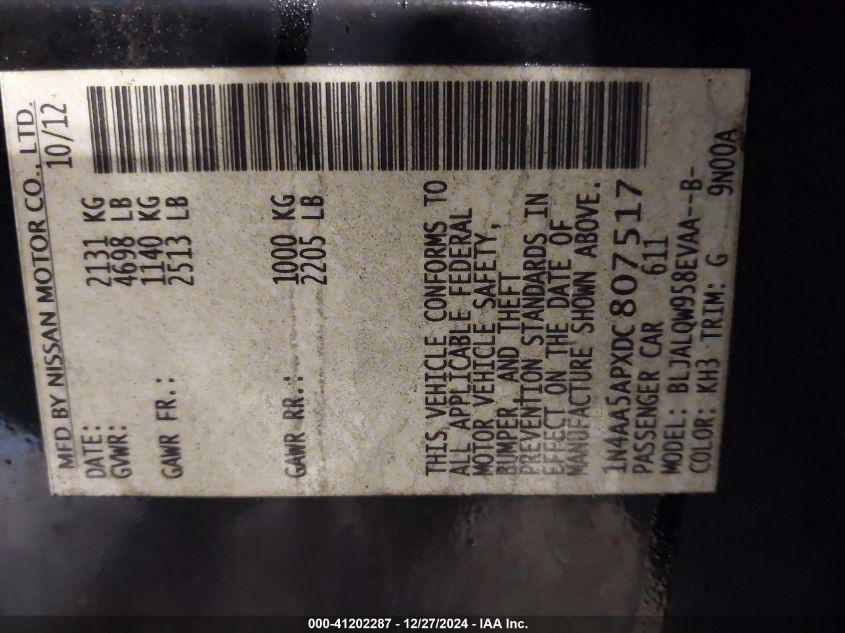 MFD BY NISSAN MOTOR CO., LTD.
DATE: 10/12
GVWR: 2131 KG
4698 LB
GAWR FR.: 1140 KG
2513 LB
GAWR RR.: 1000 KG
2205 LB
THIS VEHICLE CONFORMS TO
ALL APPLICABLE FEDERAL
MOTOR VEHICLE SAFETY,
BUMPER, AND THEFT
PREVENTION STANDARDS IN
EFFECT ON THE DATE OF
MANUFACTURE SHOWN ABOVE.
1N4AA5APXDC807517
PASSENGER CAR 611
MODEL: BLJALQW958EVAA--B-
COLOR: KH3 TRIM: G 9N00A
000-41202287 - 12/27/2024 - IAA Inc.